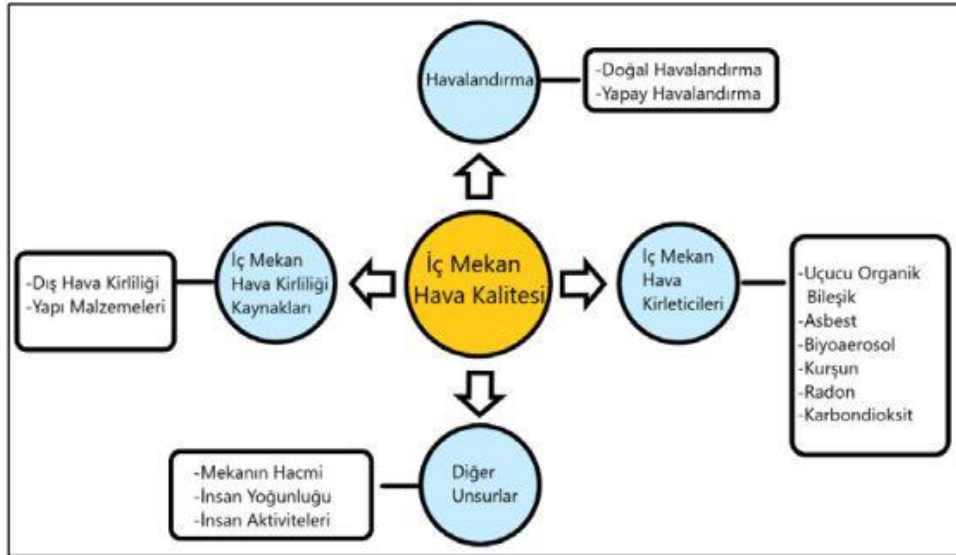 Havalandırma
-Doğal Havalandırma
-Yapay Havalandırma
İç Mekan
Hava Kirliliği
Kaynakları
-Dış Hava Kirliliği
-Yapı Malzemeleri
İç Mekan
Hava Kalitesi
İç Mekan
Hava
Kirleticileri
-Uçucu Organik
Bileşik
-Asbest
-Biyoaerosol
-Kurşun
-Radon
-Karbondioksit
Diğer
Unsurlar
-Mekanın Hacmi
-İnsan Yoğunluğu
-İnsan Aktiviteleri